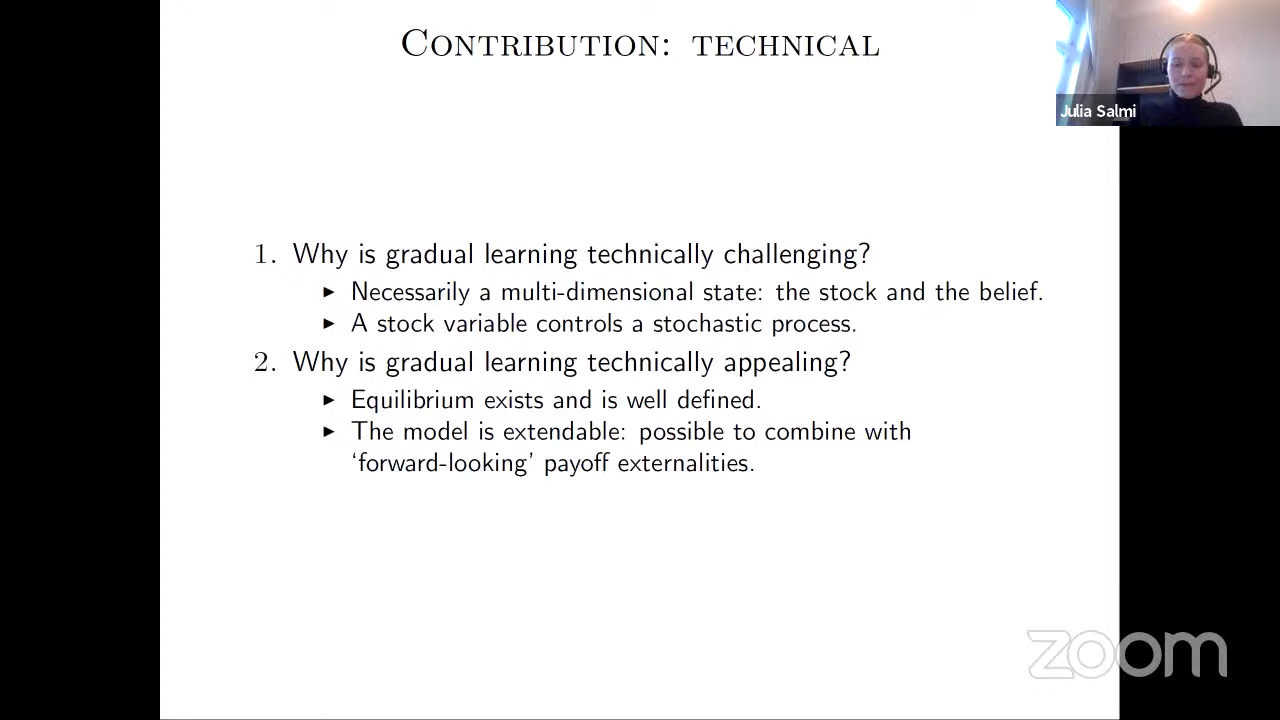 CONTRIBUTION: TECHNICAL
Julia Salmi
1. Why is gradual learning technically challenging?
▶ Necessarily a multi-dimensional state: the stock and the belief.
▶ A stock variable controls a stochastic process.
2. Why is gradual learning technically appealing?
▶ Equilibrium exists and is well defined.
▶ The model is extendable: possible to combine with
‘forward-looking’ payoff externalities.
zoom